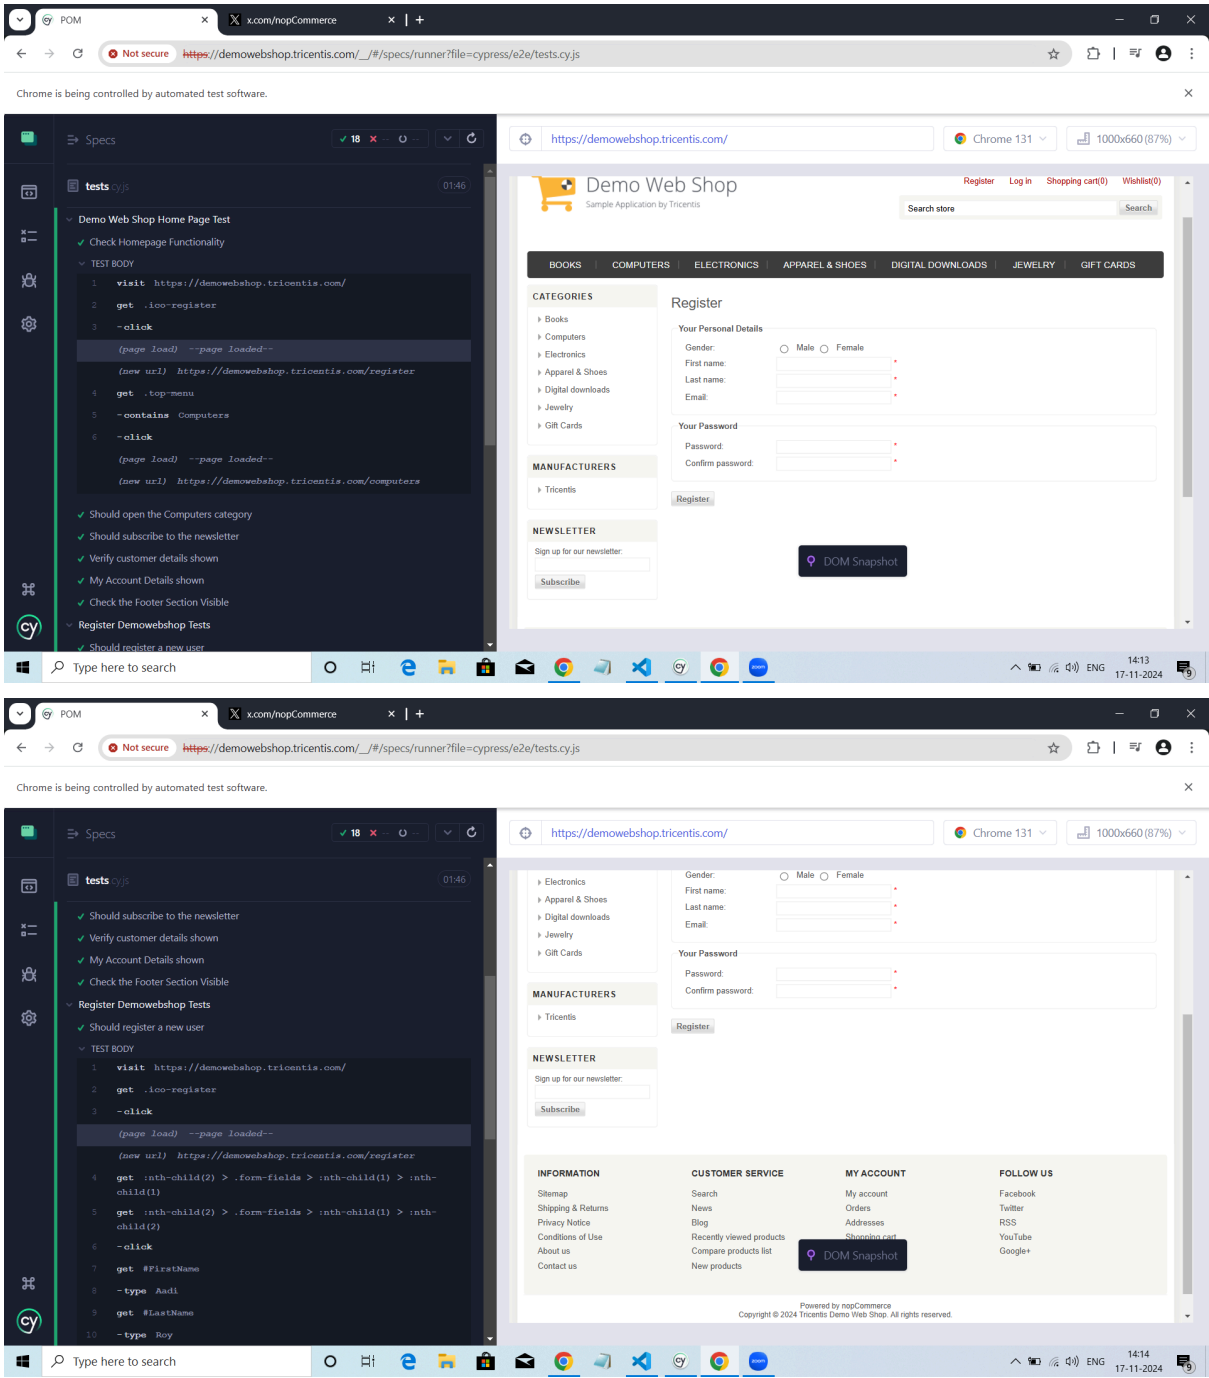 POM
x.com/nopCommerce
Not secure https://demowebshop.tricentis.com/__/#/specs/runner?file=cypress/e2e/tests.cy.js
Chrome is being controlled by automated test software.
Specs
18 -- --
tests cy.js 01:46
Demo Web Shop Home Page Test
Check Homepage Functionality
TEST BODY
1 visit https://demowebshop.tricentis.com/
2 get .ico-register
3 -click
(page load) --page loaded--
(new url) https://demowebshop.tricentis.com/register
4 get .top-menu
5 -contains Computers
6 -click
(page load) --page loaded--
(new url) https://demowebshop.tricentis.com/computers
Should open the Computers category
Should subscribe to the newsletter
Verify customer details shown
My Account Details shown
Check the Footer Section Visible
Register Demowebshop Tests
Should register a new user
cy
https://demowebshop.tricentis.com/
Chrome 131
1000x660 (87%)
Demo Web Shop
Sample Application by Tricentis
Register Log in Shopping cart(0) Wishlist(0)
Search store Search
BOOKS COMPUTERS ELECTRONICS APPAREL & SHOES DIGITAL DOWNLOADS JEWELRY GIFT CARDS
CATEGORIES
Books
Computers
Electronics
Apparel & Shoes
Digital downloads
Jewelry
Gift Cards
MANUFACTURERS
Tricentis
NEWSLETTER
Sign up for our newsletter:
Subscribe
Register
Your Personal Details
Gender: Male Female
First name: *
Last name: *
Email: *
Your Password
Password: *
Confirm password: *
Register
DOM Snapshot
Type here to search
cy
zoom
ENG
14:13
17-11-2024
9
POM
x.com/nopCommerce
Not secure https://demowebshop.tricentis.com/__/#/specs/runner?file=cypress/e2e/tests.cy.js
Chrome is being controlled by automated test software.
Specs
18 -- --
tests cy.js 01:46
Should subscribe to the newsletter
Verify customer details shown
My Account Details shown
Check the Footer Section Visible
Register Demowebshop Tests
Should register a new user
TEST BODY
1 visit https://demowebshop.tricentis.com/
2 get .ico-register
3 -click
(page load) --page loaded--
(new url) https://demowebshop.tricentis.com/register
4 get :nth-child(2) > .form-fields > :nth-child(1) > :nth-
child(1)
5 get :nth-child(2) > .form-fields > :nth-child(1) > :nth-
child(2)
6 -click
7 get #FirstName
8 -type Aadi
9 get #LastName
10 -type Roy
cy
https://demowebshop.tricentis.com/
Chrome 131
1000x660 (87%)
Electronics
Apparel & Shoes
Digital downloads
Jewelry
Gift Cards
MANUFACTURERS
Tricentis
NEWSLETTER
Sign up for our newsletter:
Subscribe
Gender: Male Female
First name: *
Last name: *
Email: *
Your Password
Password: *
Confirm password: *
Register
INFORMATION
Sitemap
Shipping & Returns
Privacy Notice
Conditions of Use
About us
Contact us
CUSTOMER SERVICE
Search
News
Blog
Recently viewed products
Compare products list
New products
MY ACCOUNT
My account
Orders
Addresses
Shopping cart
FOLLOW US
Facebook
Twitter
RSS
YouTube
Google+
DOM Snapshot
Powered by nopCommerce
Copyright © 2024 Tricentis Demo Web Shop. All rights reserved.
Type here to search
cy
zoom
ENG
14:14
17-11-2024
9